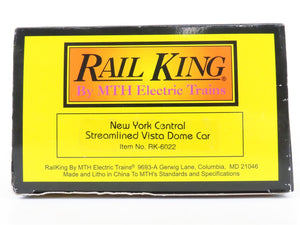 RAIL KING®
By MTH Electric Trains
New York Central
Streamlined Vista Dome Car
Item No. RK-6022
RailKing By MTH Electric Trains® 9693-A Gerwig Lane, Columbia, MD 21046
Made and Litho in China To MTH's Standards and Specifications